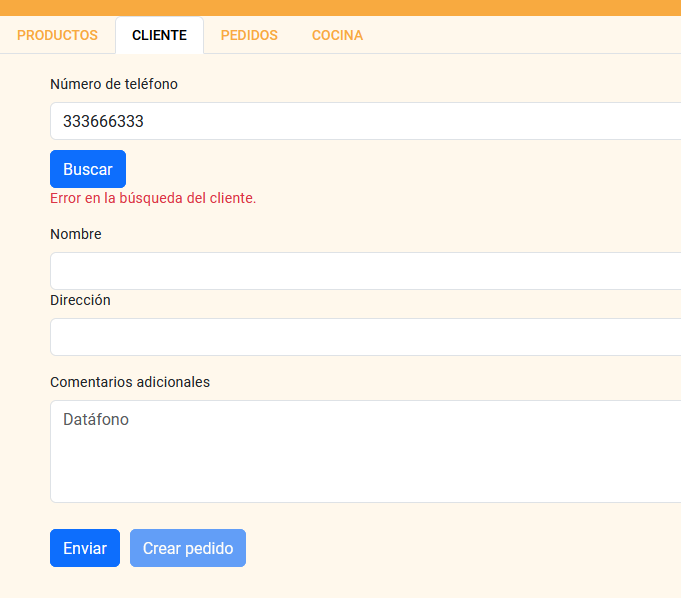 PRODUCTOS CLIENTE PEDIDOS COCINA
Número de teléfono
333666333
Buscar
Error en la búsqueda del cliente.
Nombre
Dirección
Comentarios adicionales
Datáfono
Enviar Crear pedido